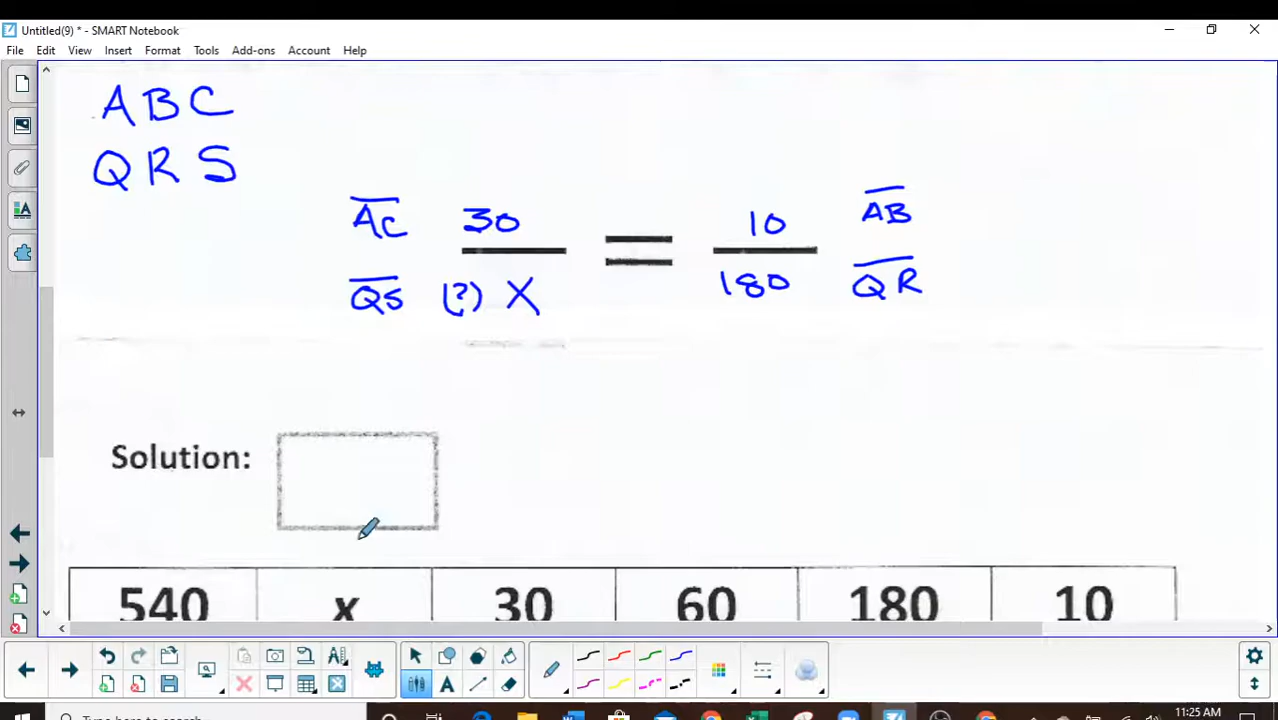 Untitled(9) * - SMART Notebook
File Edit View Insert Format Tools Add-ons Account Help
ABC
QRS
AC 30 10 AB
= 
QS (?) X 180 QR
Solution:
540 x 30 60 180 10
A
11:25 AM